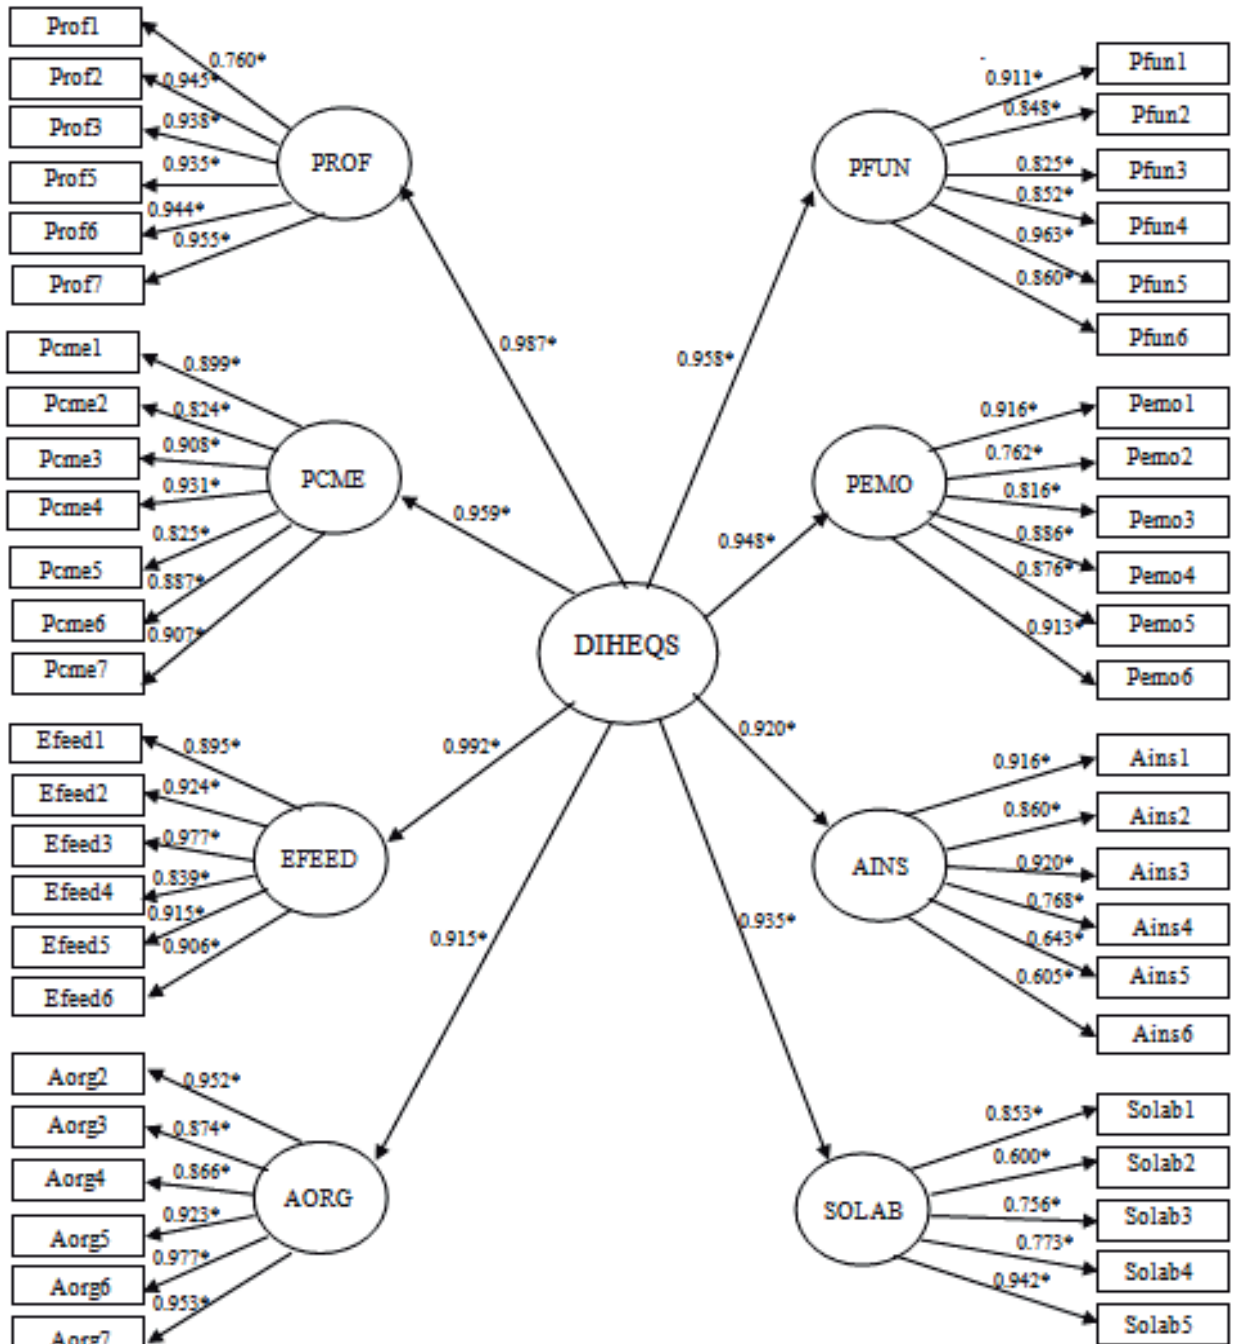 Prof1
0.760*
Prof2
0.945*
Prof3
0.938*
Prof5
0.935*
Prof6
0.944*
Prof7
0.955*
PROF
Pcme1
0.899*
Pcme2
0.824*
Pcme3
0.908*
Pcme4
0.931*
Pcme5
0.825*
Pcme6
0.887*
Pcme7
0.907*
PCME
Efeed1
0.895*
Efeed2
0.924*
Efeed3
0.977*
Efeed4
0.839*
Efeed5
0.915*
Efeed6
0.906*
EFEED
Aorg2
0.952*
Aorg3
0.874*
Aorg4
0.866*
Aorg5
0.923*
Aorg6
0.977*
Aorg7
0.953*
AORG
0.987*
0.959*
0.992*
0.915*
DIHEQS
0.958*
0.948*
0.920*
0.935*
PFUN
0.911*
Pfun1
0.848*
Pfun2
0.825*
Pfun3
0.852*
Pfun4
0.963*
Pfun5
0.860*
Pfun6
PEMO
0.916*
Pemo1
0.762*
Pemo2
0.816*
Pemo3
0.886*
Pemo4
0.876*
Pemo5
0.913*
Pemo6
AINS
0.916*
Ains1
0.860*
Ains2
0.920*
Ains3
0.768*
Ains4
0.643*
Ains5
0.605*
Ains6
SOLAB
0.853*
Solab1
0.600*
Solab2
0.756*
Solab3
0.773*
Solab4
0.942*
Solab5